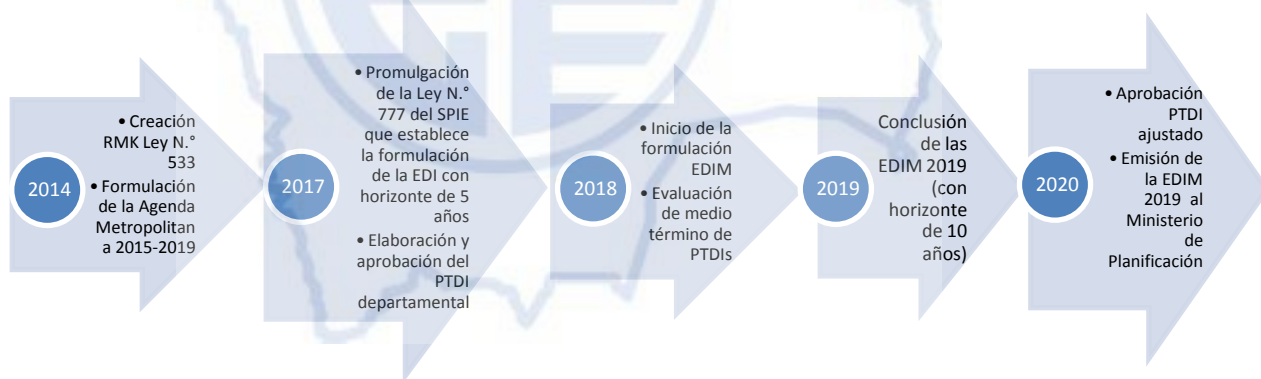 2014
• Creación
RMK Ley N.°
533
• Formulación
de la Agenda
Metropolitan
a 2015-2019
2017
• Promulgación
de la Ley N.°
777 del SPIE
que establece
la formulación
de la EDI con
horizonte de 5
años
• Elaboración y
aprobación del
PTDI
departamental
2018
• Inicio de la
formulación
EDIM
• Evaluación
de medio
término de
PTDIs
2019
Conclusión
de las
EDIM 2019
(con
horizonte
de 10
años)
2020
• Aprobación
PTDI
ajustado
• Emisión de
la EDIM
2019 al
Ministerio
de
Planificación